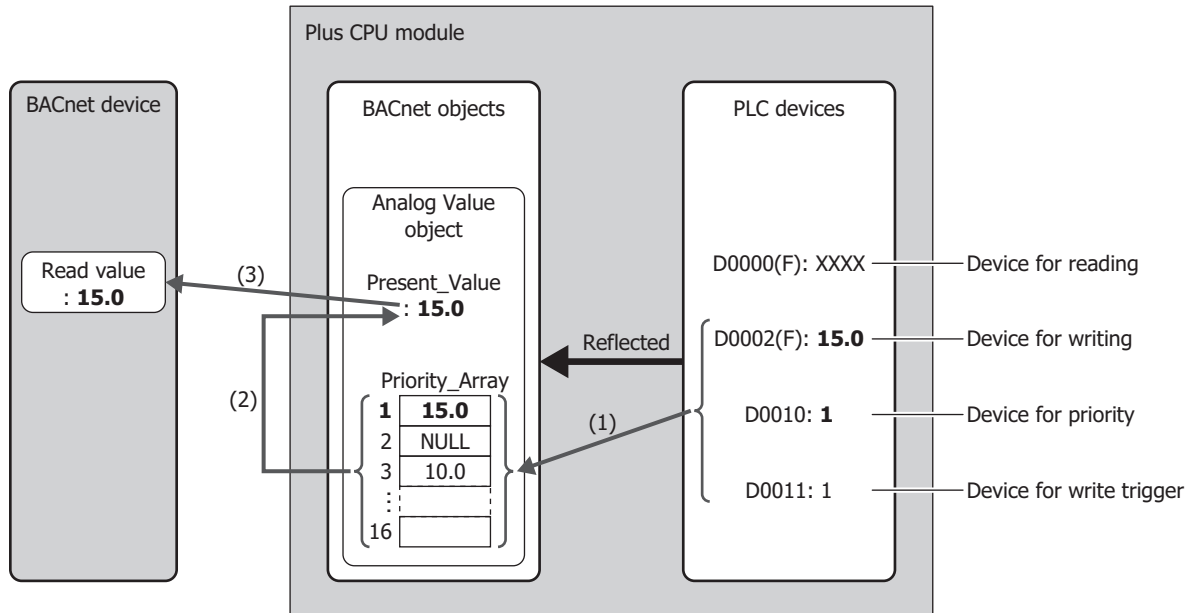 Plus CPU module
BACnet device
BACnet objects
PLC devices
Analog Value
object
Read value
: 15.0
(3)
Present_Value
: 15.0
D0000(F): XXXX
Device for reading
Reflected
D0002(F): 15.0
Device for writing
(2)
Priority_Array
1 15.0
2 NULL
3 10.0
⋮
16
(1)
D0010: 1
Device for priority
D0011: 1
Device for write trigger